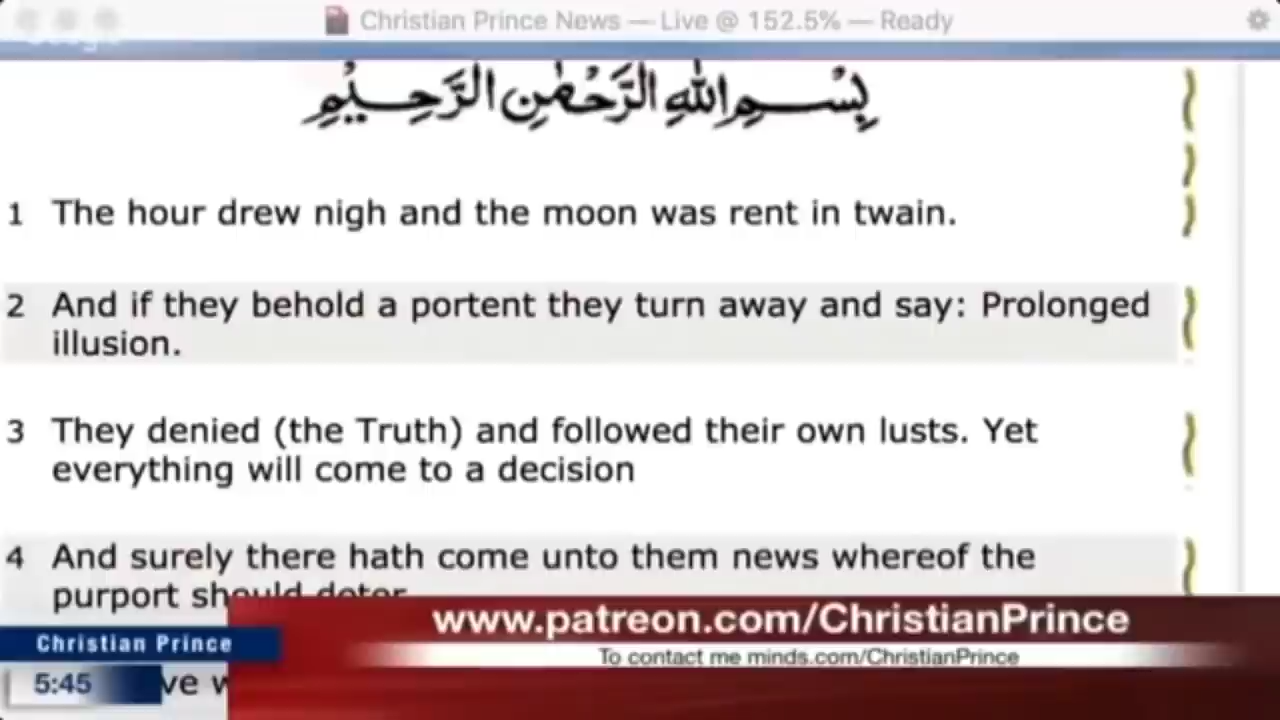 Christian Prince News — Live @ 152.5% — Ready
بِسْمِ اللهِ الرَّحْمٰنِ الرَّحِيْمِ
1 The hour drew nigh and the moon was rent in twain.
2 And if they behold a portent they turn away and say: Prolonged
illusion.
3 They denied (the Truth) and followed their own lusts. Yet
everything will come to a decision
4 And surely there hath come unto them news whereof the
purport should deter
www.patreon.com/ChristianPrince
Christian Prince
To contact me minds.com/ChristianPrince
5:45